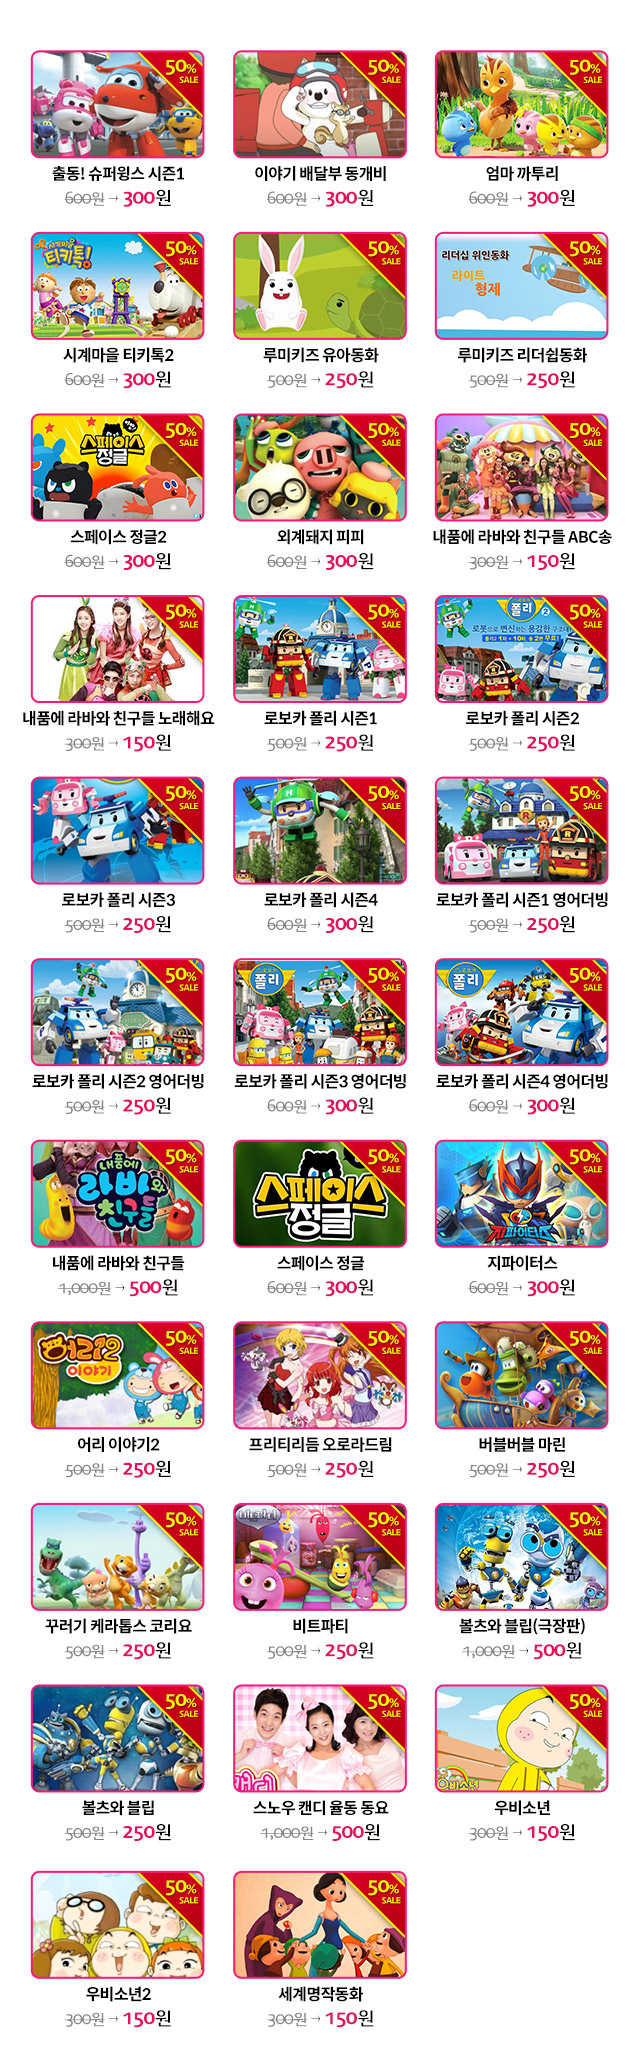 50% SALE
50% SALE
50% SALE
출동! 슈퍼윙스 시즌1
이야기 배달부 동개비
엄마 까투리
600원 → 300원
600원 → 300원
600원 → 300원
티키톡!
50% SALE
50% SALE
리더십 위인동화
라이트
형제
50% SALE
시계마을 티키톡2
루미키즈 유아동화
루미키즈 리더쉽동화
600원 → 300원
500원 → 250원
500원 → 250원
스페이스
정글
50% SALE
50% SALE
50% SALE
스페이스 정글2
외계돼지 피피
내품에 라바와 친구들 ABC송
600원 → 300원
600원 → 300원
300원 → 150원
50% SALE
50% SALE
폴리 2
로봇으로 변신하는 용감한 구조대
50% SALE
내품에 라바와 친구들 노래해요
로보카 폴리 시즌1
로보카 폴리 시즌2
300원 → 150원
500원 → 250원
500원 → 250원
50% SALE
50% SALE
50% SALE
로보카 폴리 시즌3
로보카 폴리 시즌4
로보카 폴리 시즌1 영어더빙
500원 → 250원
600원 → 300원
500원 → 250원
50% SALE
로보카
폴리
50% SALE
로보카
폴리
50% SALE
로보카 폴리 시즌2 영어더빙
로보카 폴리 시즌3 영어더빙
로보카 폴리 시즌4 영어더빙
500원 → 250원
600원 → 300원
600원 → 300원
내품에
라바와
친구들
50% SALE
스페이스
정글
50% SALE
지파이터스
50% SALE
내품에 라바와 친구들
스페이스 정글
지파이터스
1,000원 → 500원
600원 → 300원
600원 → 300원
어리2
이야기
50% SALE
50% SALE
50% SALE
어리 이야기2
프리티리듬 오로라드림
버블버블 마린
500원 → 250원
500원 → 250원
500원 → 250원
50% SALE
비트파티
50% SALE
50% SALE
꾸러기 케라톱스 코리요
비트파티
볼츠와 블립(극장판)
500원 → 250원
500원 → 250원
1,000원 → 500원
50% SALE
50% SALE
우비소년
50% SALE
볼츠와 블립
스노우 캔디 율동 동요
우비소년
500원 → 250원
1,000원 → 500원
300원 → 150원
50% SALE
50% SALE
우비소년2
세계명작동화
300원 → 150원
300원 → 150원